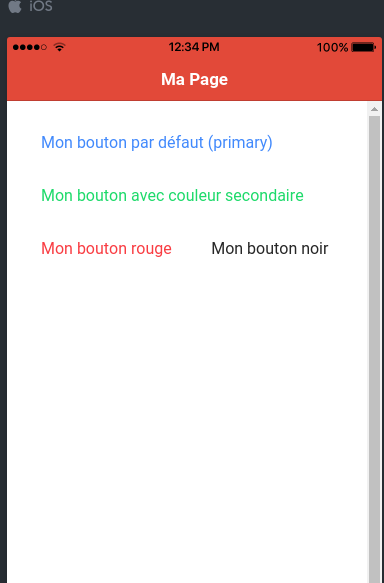 iOS
12:34 PM 100%
Ma Page
Mon bouton par défaut (primary)
Mon bouton avec couleur secondaire
Mon bouton rouge Mon bouton noir